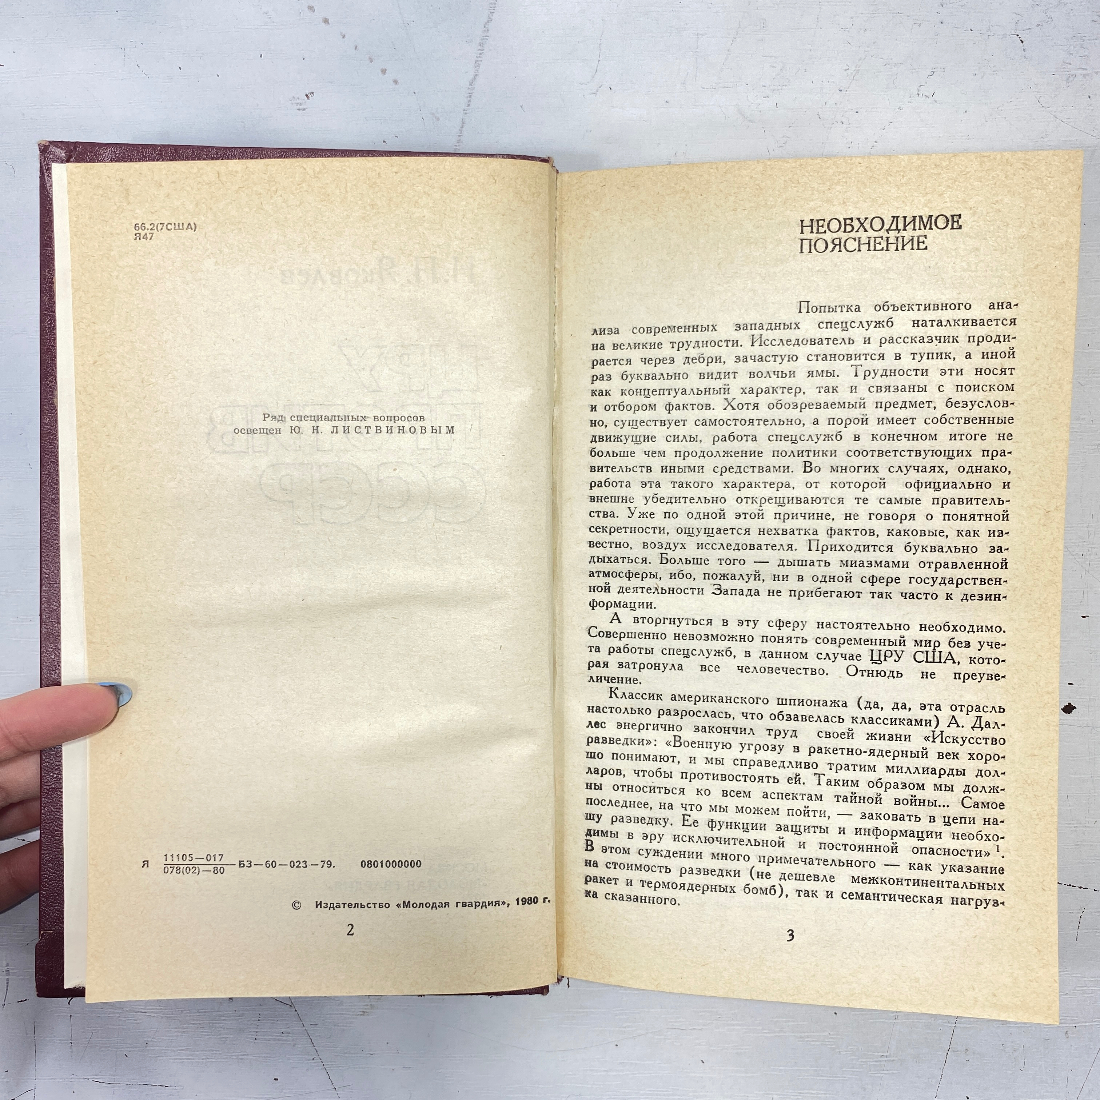 66.2(7США)
Я47
Ряд специальных вопросов
освещен Ю. Н. ЛИСТВИНОВЫМ
Я 11105—017
078(02)—80 БЗ—60—023—79. 0801000000
© Издательство «Молодая гвардия», 1980 г.
2
НЕОБХОДИМОЕ
ПОЯСНЕНИЕ
Попытка объективного ана-
лиза современных западных спецслужб наталкивается
на великие трудности. Исследователь и рассказчик проди-
рается через дебри, зачастую становится в тупик, а иной
раз буквально видит волчьи ямы. Трудности эти носят
как концептуальный характер, так и связаны с поиском
и отбором фактов. Хотя обозреваемый предмет, безуслов-
но, существует самостоятельно, а порой имеет собственные
движущие силы, работа спецслужб в конечном итоге не
больше чем продолжение политики соответствующих пра-
вительств иными средствами. Во многих случаях, однако,
работа эта такого характера, от которой официально и
внешне убедительно открещиваются те самые правитель-
ства. Уже по одной этой причине, не говоря о понятной
секретности, ощущается нехватка фактов, каковые, как из-
вестно, воздух исследователя. Приходится буквально за-
дыхаться. Больше того — дышать миазмами отравленной
атмосферы, ибо, пожалуй, ни в одной сфере государствен-
ной деятельности Запада не прибегают так часто к дезин-
формации.
А вторгнуться в эту сферу настоятельно необходимо.
Совершенно невозможно понять современный мир без уче-
та работы спецслужб, в данном случае ЦРУ США, кото-
рая затронула все человечество. Отнюдь не преуве-
личение.
Классик американского шпионажа (да, да, эта отрасль
настолько разрослась, что обзавелась классиками) А. Дал-
лес энергично закончил труд своей жизни «Искусство
разведки»: «Военную угрозу в ракетно-ядерный век хоро-
шо понимают, и мы справедливо тратим миллиарды дол-
ларов, чтобы противостоять ей. Таким образом мы долж-
ны относиться ко всем аспектам тайной войны... Самое
последнее, на что мы можем пойти, — заковать в цепи на-
шу разведку. Ее функции защиты и информации необхо-
димы в эру исключительной и постоянной опасности»¹.
В этом суждении много примечательного — как указание
на стоимость разведки (не дешевле межконтинентальных
ракет и термоядерных бомб), так и семантическая нагруз-
ка сказанного.
3